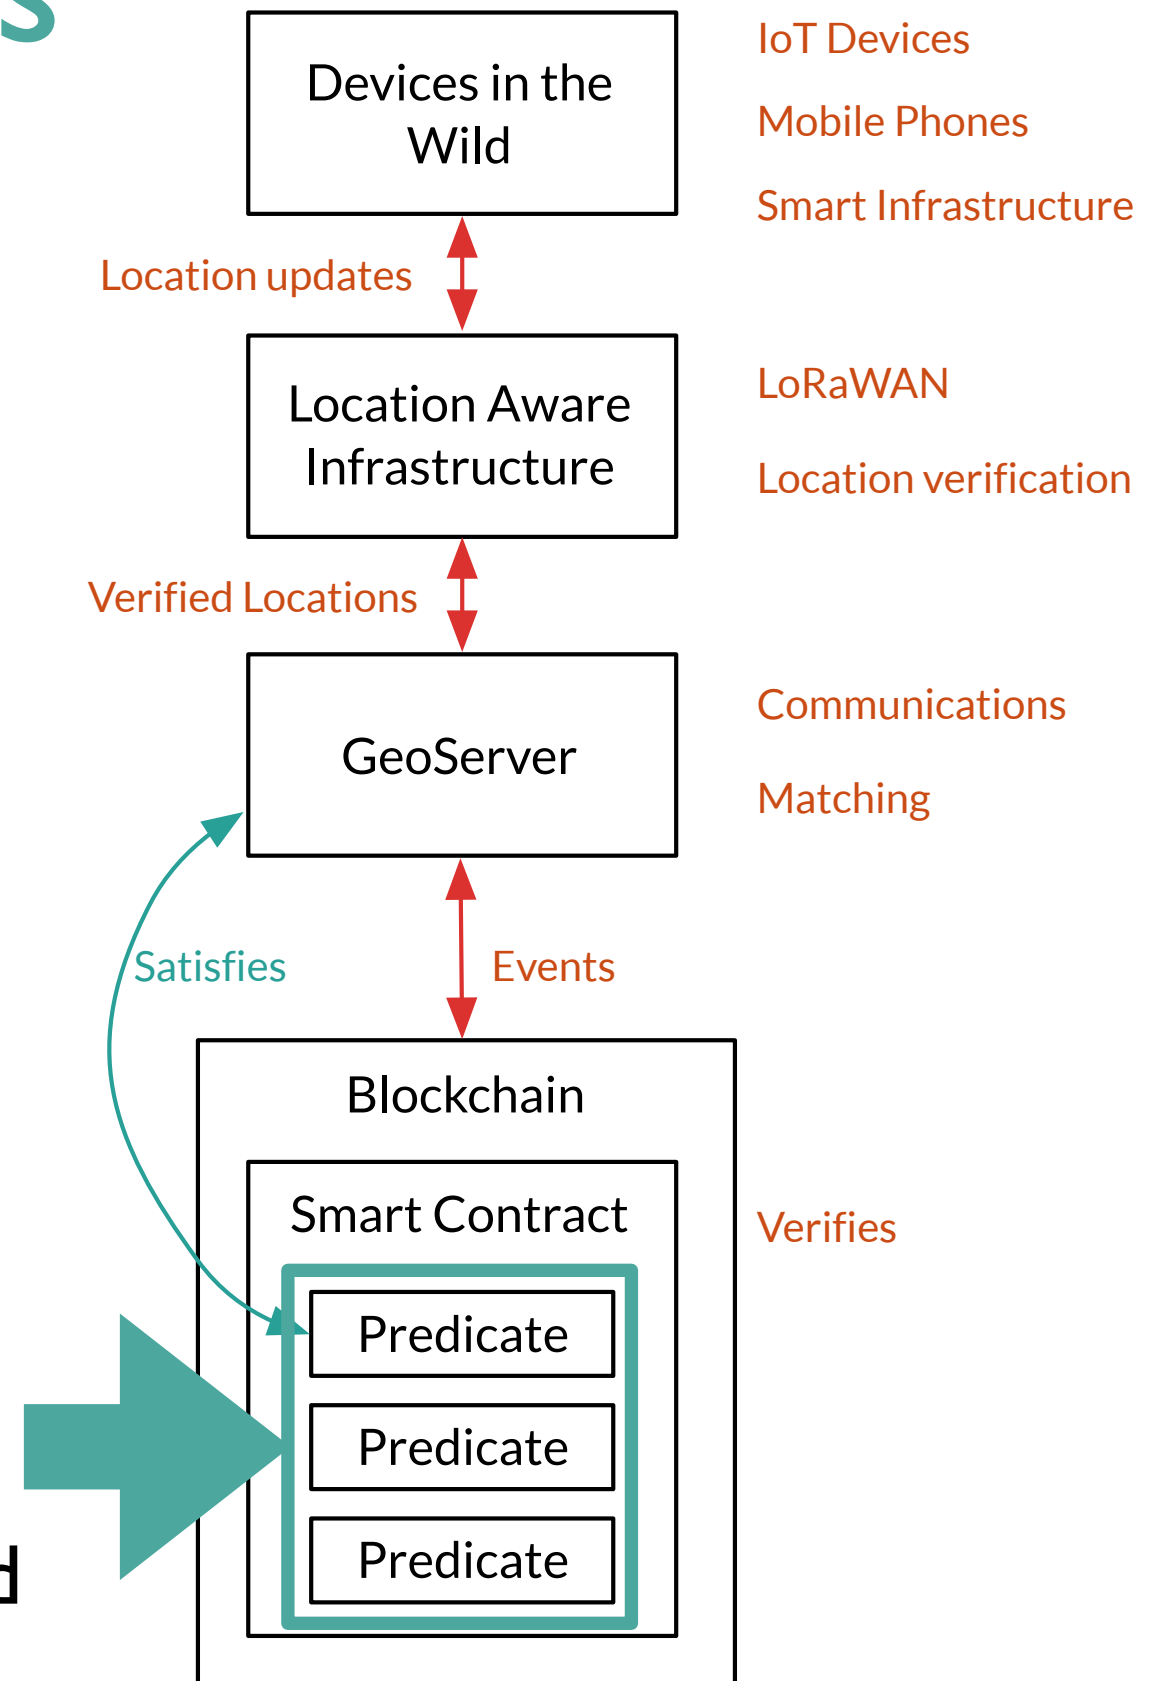 s
Devices in the
Wild
IoT Devices
Mobile Phones
Smart Infrastructure
Location updates
Location Aware
Infrastructure
LoRaWAN
Location verification
Verified Locations
GeoServer
Communications
Matching
Satisfies
Events
Blockchain
Smart Contract
Verifies
Predicate
Predicate
Predicate
d